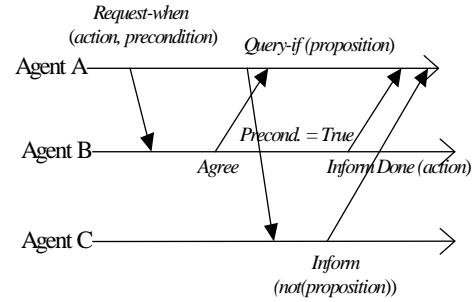 Request-when
(action, precondition)
Query-if (proposition)
Agent A
Precond. = True
Agent B
Agree
Inform Done (action)
Agent C
Inform
(not(proposition))